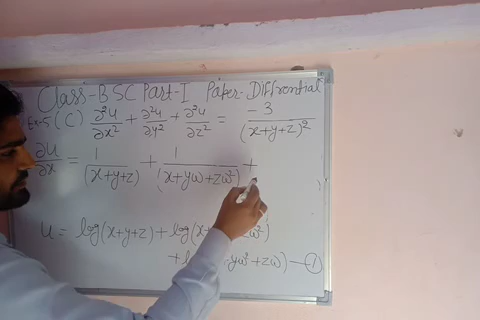 Class-BSC Part-I Paper-Differential
Ex-5(C) ∂²u/∂x² + ∂²u/∂y² + ∂²u/∂z² = -3/(x+y+z)²
∂u/∂x = 1/(x+y+z) + 1/(x+yω+zω²) +
u = log(x+y+z) + log(x ω²)
+ yω²+zω) — ①